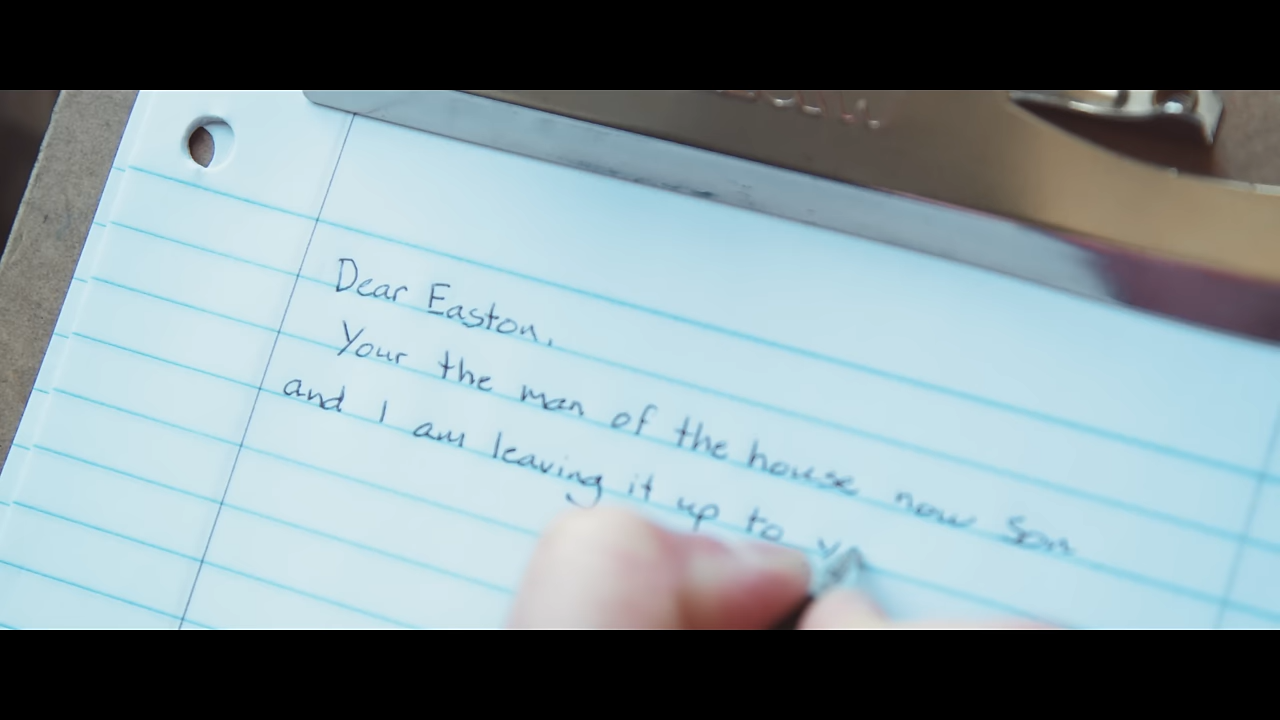 Dear Easton,
Your the man of the house now Son
and I am leaving it up to